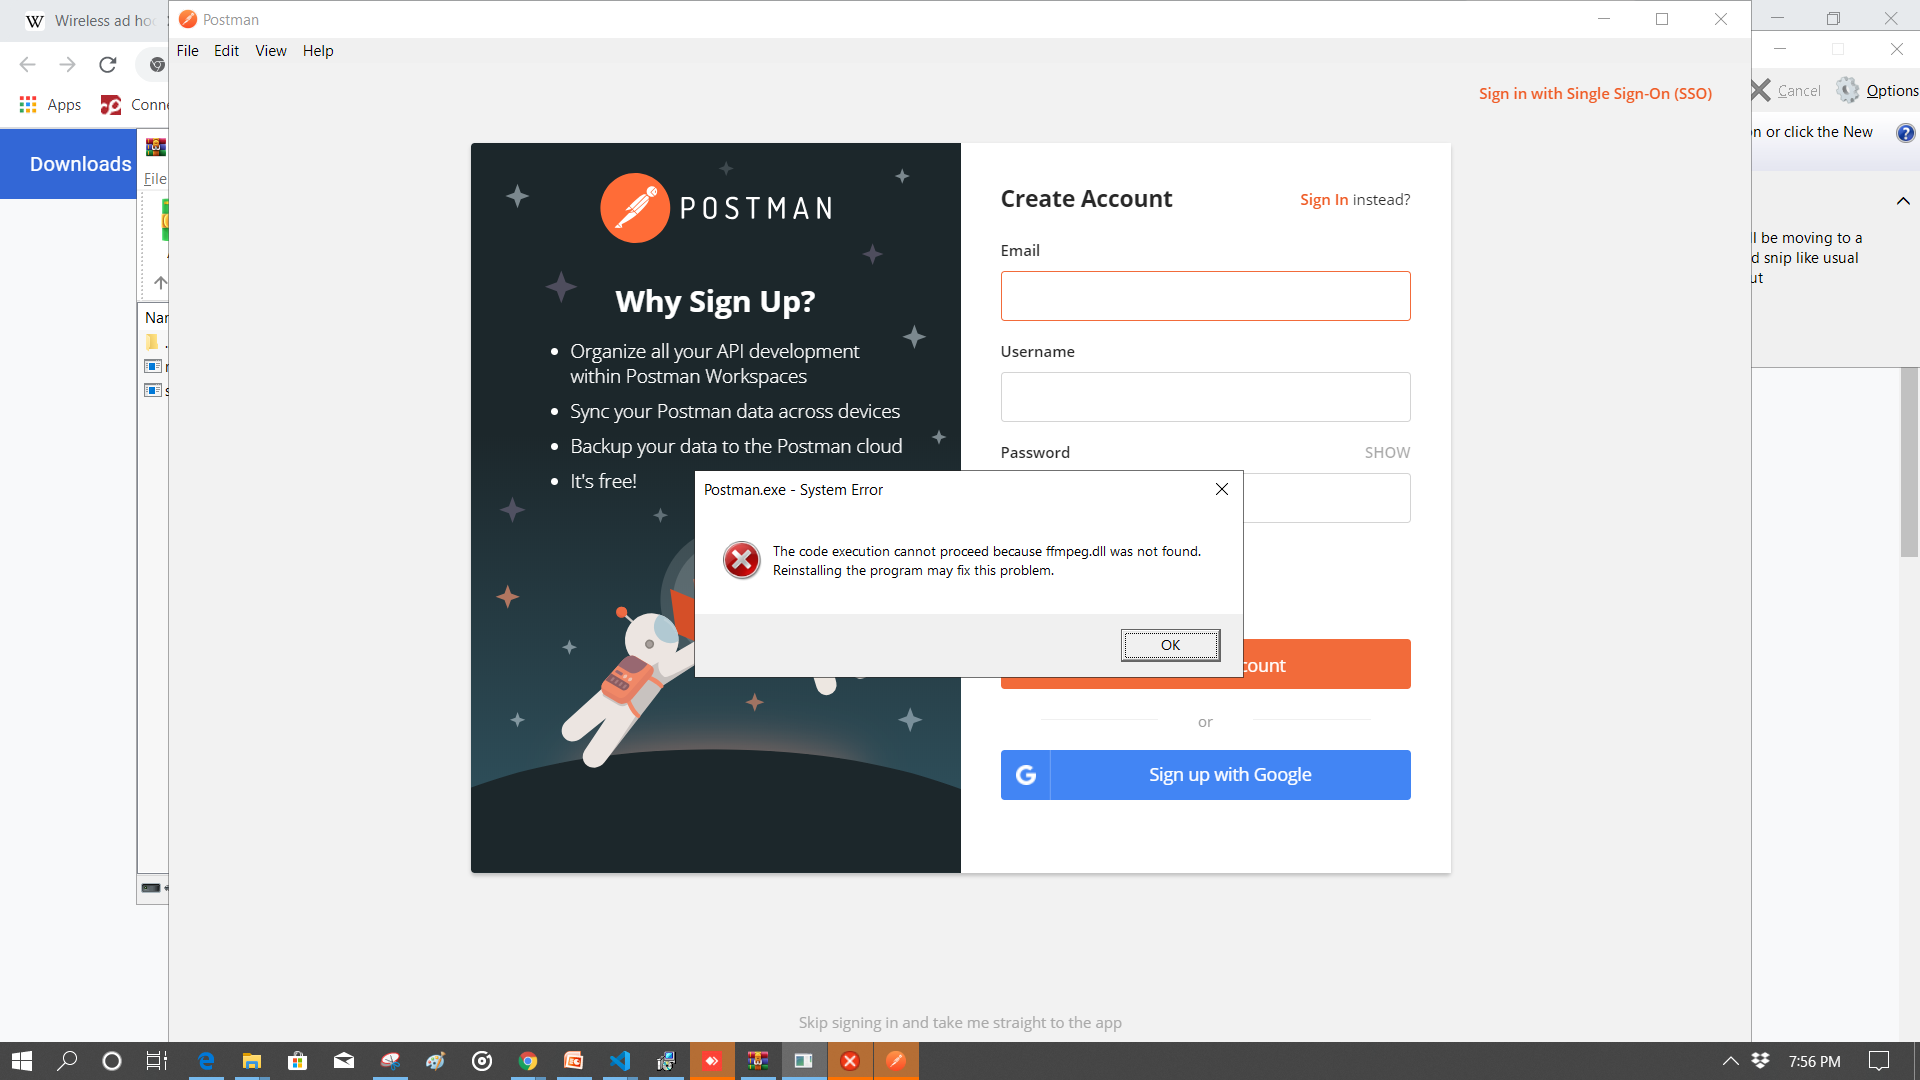 Wireless ad hoc
Postman
File Edit View Help
Apps
Conne
Sign in with Single Sign-On (SSO)
Cancel
Options
on or click the New
Downloads
File
POSTMAN
Create Account
Sign In instead?
Email
ll be moving to a
d snip like usual
ut
Why Sign Up?
Nam
Organize all your API development
within Postman Workspaces
Username
Sync your Postman data across devices
Backup your data to the Postman cloud
Password
SHOW
It's free!
Postman.exe - System Error
The code execution cannot proceed because ffmpeg.dll was not found.
Reinstalling the program may fix this problem.
OK
count
or
Sign up with Google
Skip signing in and take me straight to the app
7:56 PM